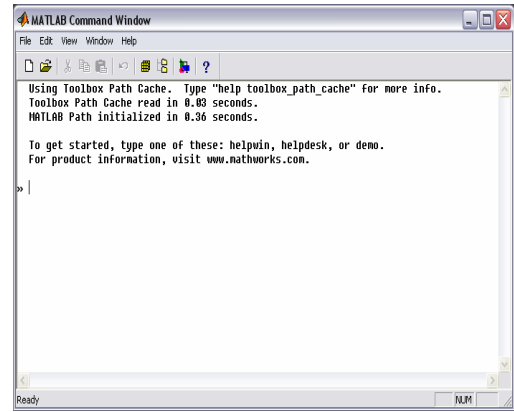 MATLAB Command Window
File Edit View Window Help
Using Toolbox Path Cache. Type "help toolbox_path_cache" for more info.
Toolbox Path Cache read in 0.03 seconds.
MATLAB Path initialized in 0.36 seconds.
To get started, type one of these: helpwin, helpdesk, or demo.
For product information, visit www.mathworks.com.
»
Ready NUM